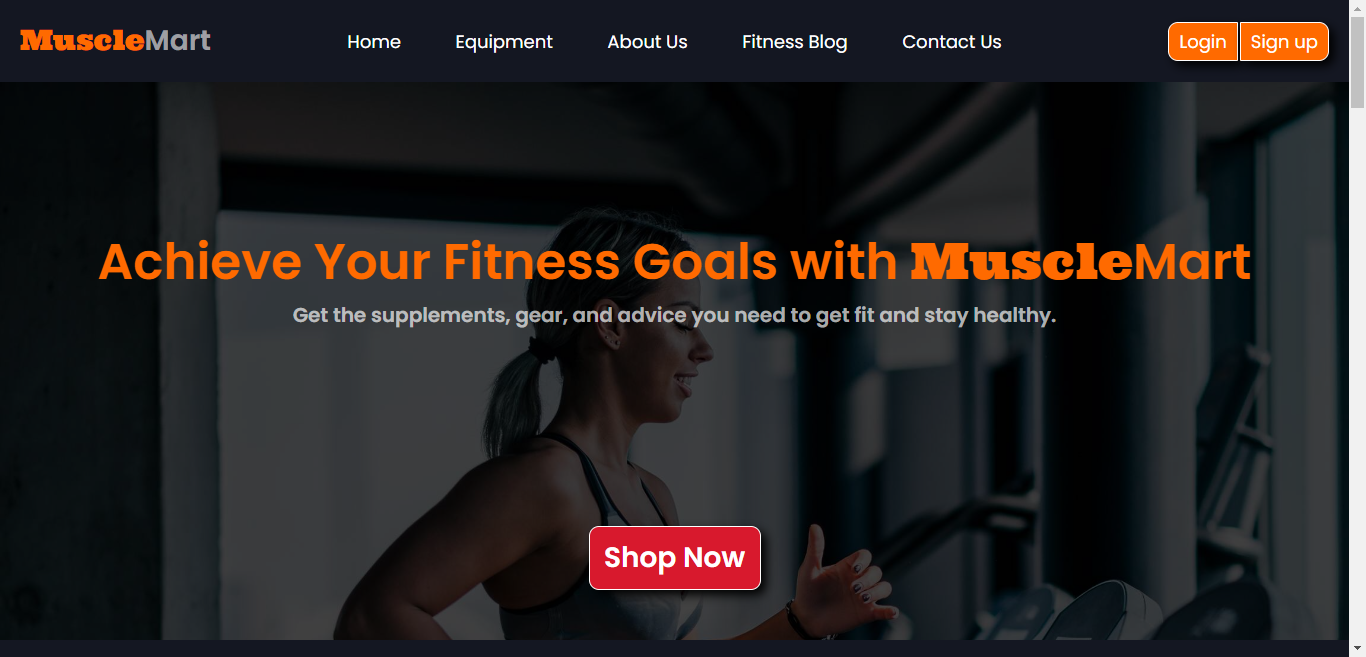 MuscleMart Home Equipment About Us Fitness Blog Contact Us Login Sign up
Achieve Your Fitness Goals with MuscleMart
Get the supplements, gear, and advice you need to get fit and stay healthy.
Shop Now